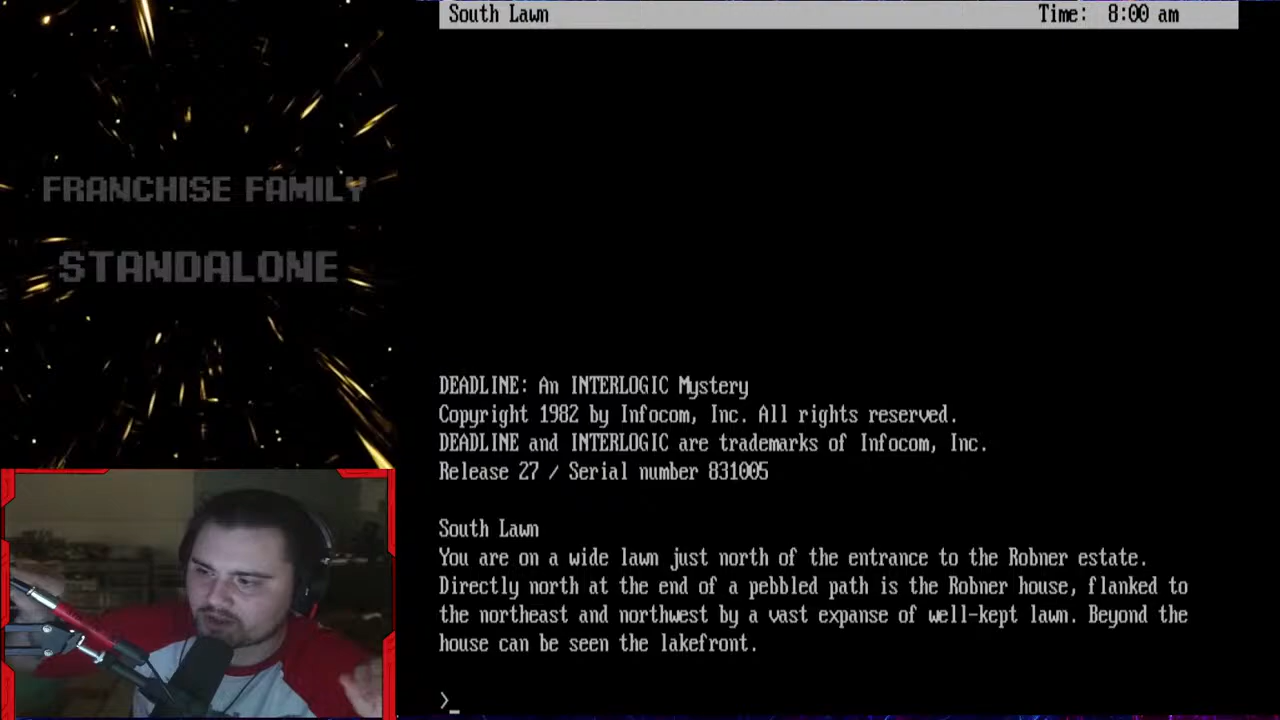 South Lawn Time: 8:00 am
FRANCHISE FAMILY
STANDALONE
DEADLINE: An INTERLOGIC Mystery
Copyright 1982 by Infocom, Inc. All rights reserved.
DEADLINE and INTERLOGIC are trademarks of Infocom, Inc.
Release 27 / Serial number 831005
South Lawn
You are on a wide lawn just north of the entrance to the Robner estate.
Directly north at the end of a pebbled path is the Robner house, flanked to
the northeast and northwest by a vast expanse of well-kept lawn. Beyond the
house can be seen the lakefront.
>_